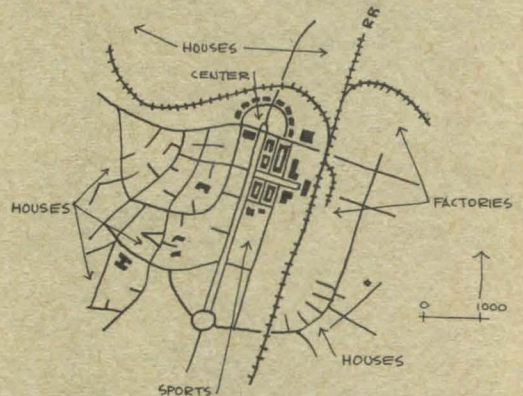 RR
HOUSES
CENTER
HOUSES
FACTORIES
0 1000
HOUSES
SPORTS